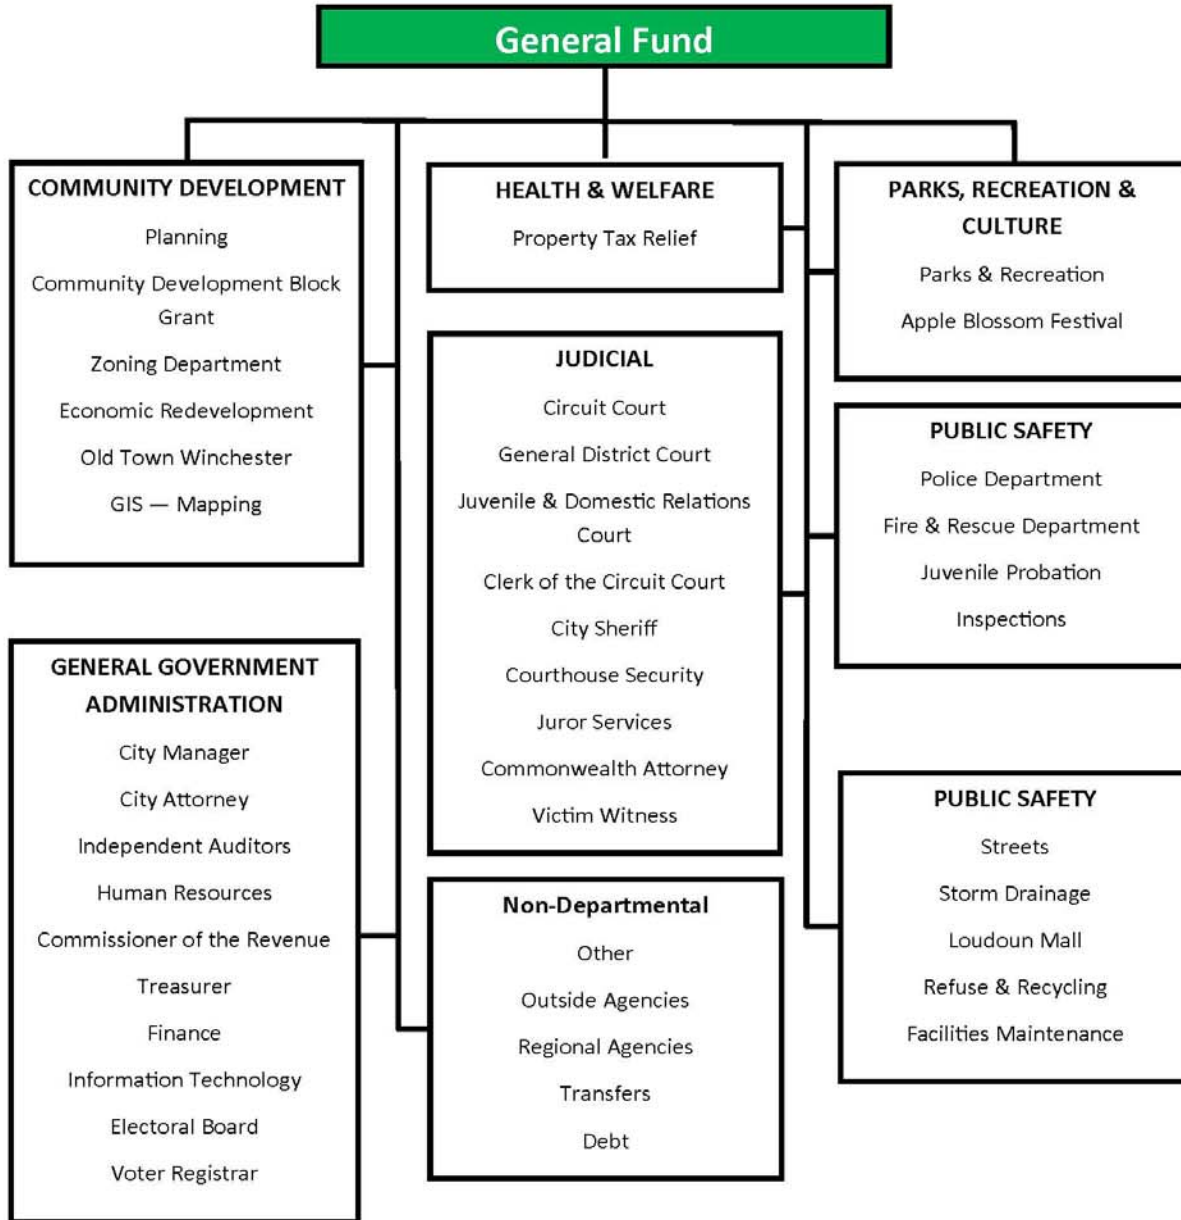 General Fund
COMMUNITY DEVELOPMENT
Planning
Community Development Block
Grant
Zoning Department
Economic Redevelopment
Old Town Winchester
GIS — Mapping
GENERAL GOVERNMENT
ADMINISTRATION
City Manager
City Attorney
Independent Auditors
Human Resources
Commissioner of the Revenue
Treasurer
Finance
Information Technology
Electoral Board
Voter Registrar
HEALTH & WELFARE
Property Tax Relief
JUDICIAL
Circuit Court
General District Court
Juvenile & Domestic Relations
Court
Clerk of the Circuit Court
City Sheriff
Courthouse Security
Juror Services
Commonwealth Attorney
Victim Witness
Non-Departmental
Other
Outside Agencies
Regional Agencies
Transfers
Debt
PARKS, RECREATION &
CULTURE
Parks & Recreation
Apple Blossom Festival
PUBLIC SAFETY
Police Department
Fire & Rescue Department
Juvenile Probation
Inspections
PUBLIC SAFETY
Streets
Storm Drainage
Loudoun Mall
Refuse & Recycling
Facilities Maintenance